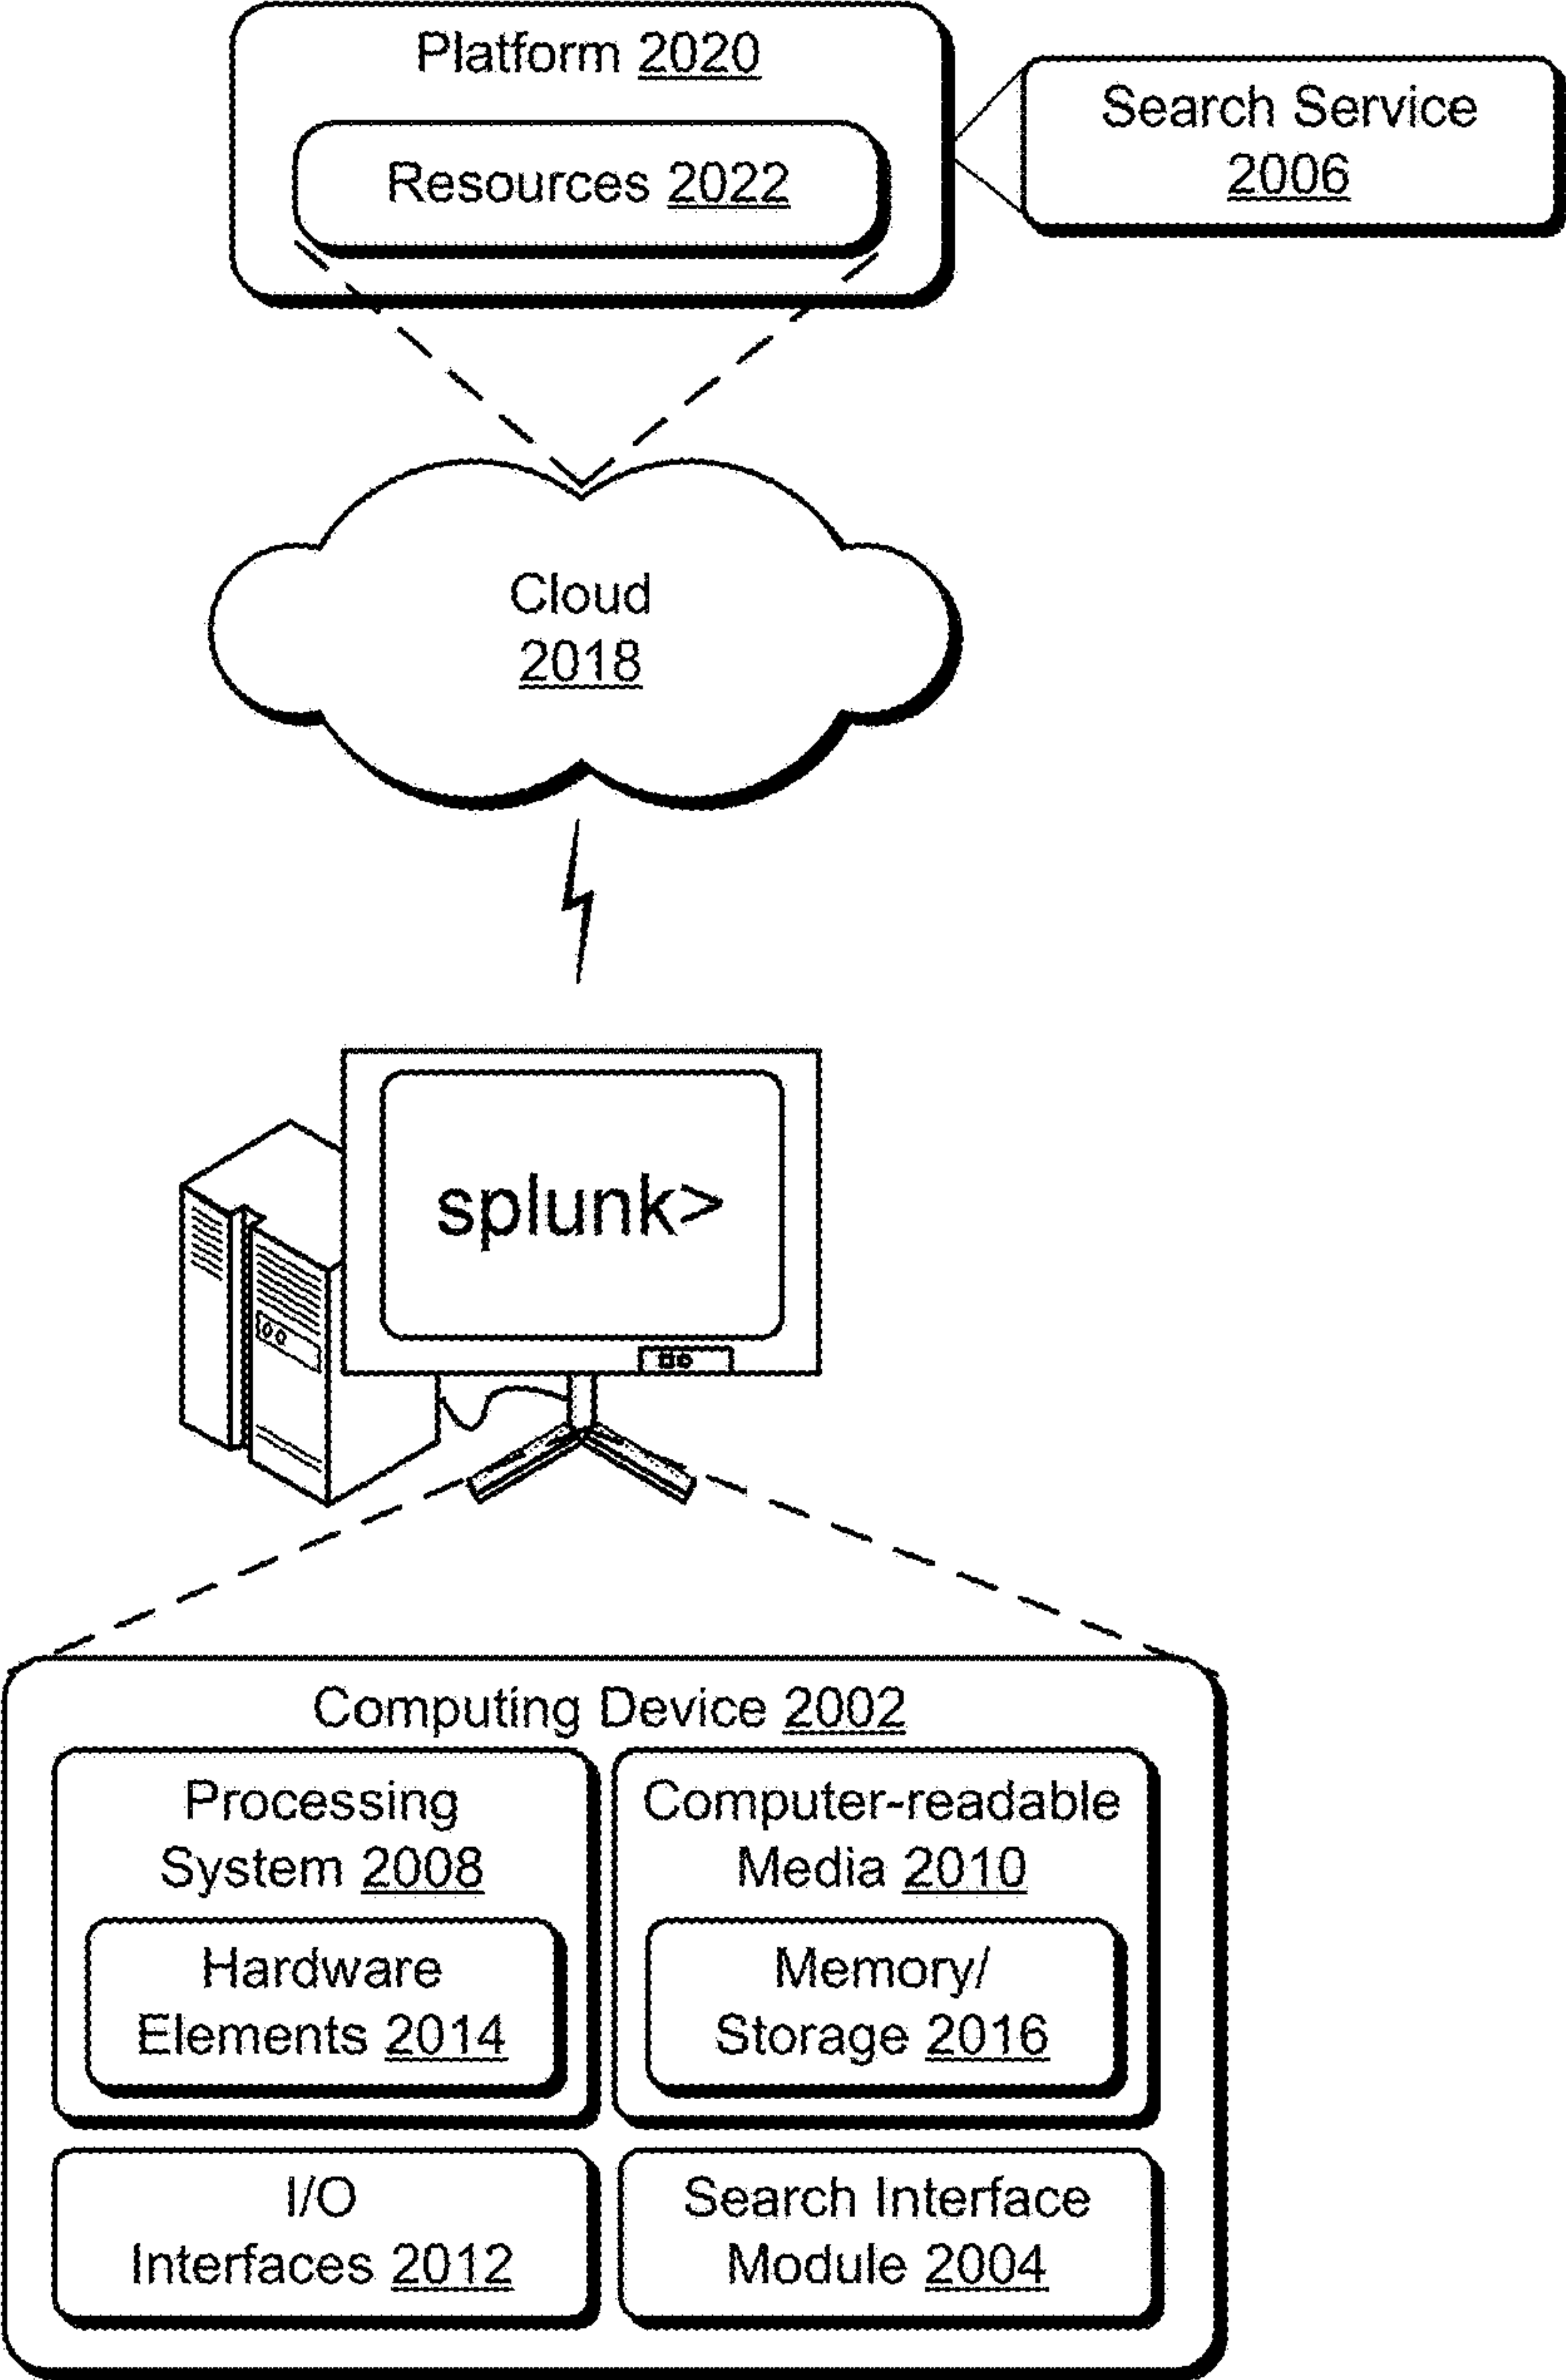 Platform 2020
Resources 2022
Search Service
2006
Cloud
2018
splunk>
Computing Device 2002
Processing
System 2008
Hardware
Elements 2014
Computer-readable
Media 2010
Memory/
Storage 2016
I/O
Interfaces 2012
Search Interface
Module 2004